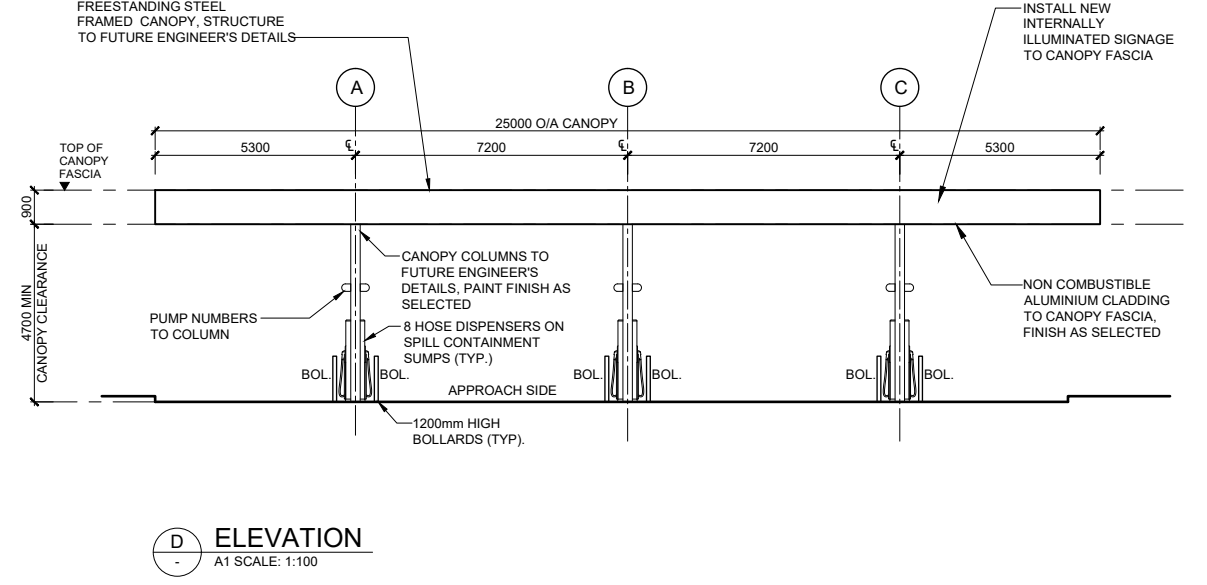 FREESTANDING STEEL
FRAMED CANOPY, STRUCTURE
TO FUTURE ENGINEER'S DETAILS
INSTALL NEW
INTERNALLY
ILLUMINATED SIGNAGE
TO CANOPY FASCIA
A
B
C
25000 O/A CANOPY
5300
℄
7200
℄
7200
℄
5300
TOP OF
CANOPY
FASCIA
900
4700 MIN
CANOPY CLEARANCE
CANOPY COLUMNS TO
FUTURE ENGINEER'S
DETAILS, PAINT FINISH AS
SELECTED
PUMP NUMBERS
TO COLUMN
8 HOSE DISPENSERS ON
SPILL CONTAINMENT
SUMPS (TYP.)
NON COMBUSTIBLE
ALUMINIUM CLADDING
TO CANOPY FASCIA,
FINISH AS SELECTED
BOL.
BOL.
BOL.
BOL.
BOL.
BOL.
APPROACH SIDE
1200mm HIGH
BOLLARDS (TYP).
D
-
ELEVATION
A1 SCALE: 1:100